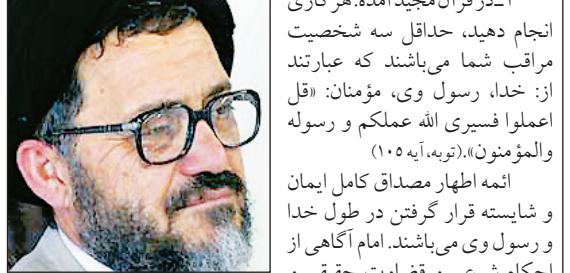 ۱ـ در قرآن مجید آمده: هر کاری
انجام دهید، حداقل سه شخصیت
مراقب شما می‌باشند که عبارتند
از: خدا، رسول وی، مؤمنان: «قل
اعملوا فسیری الله عملکم و رسوله
والمؤمنون».(توبه، آیه ۱۰۵)
ائمه اطهار مصداق کامل ایمان
و شایسته قرار گرفتن در طول خدا
و رسول وی می‌باشند. امام آگاهی از